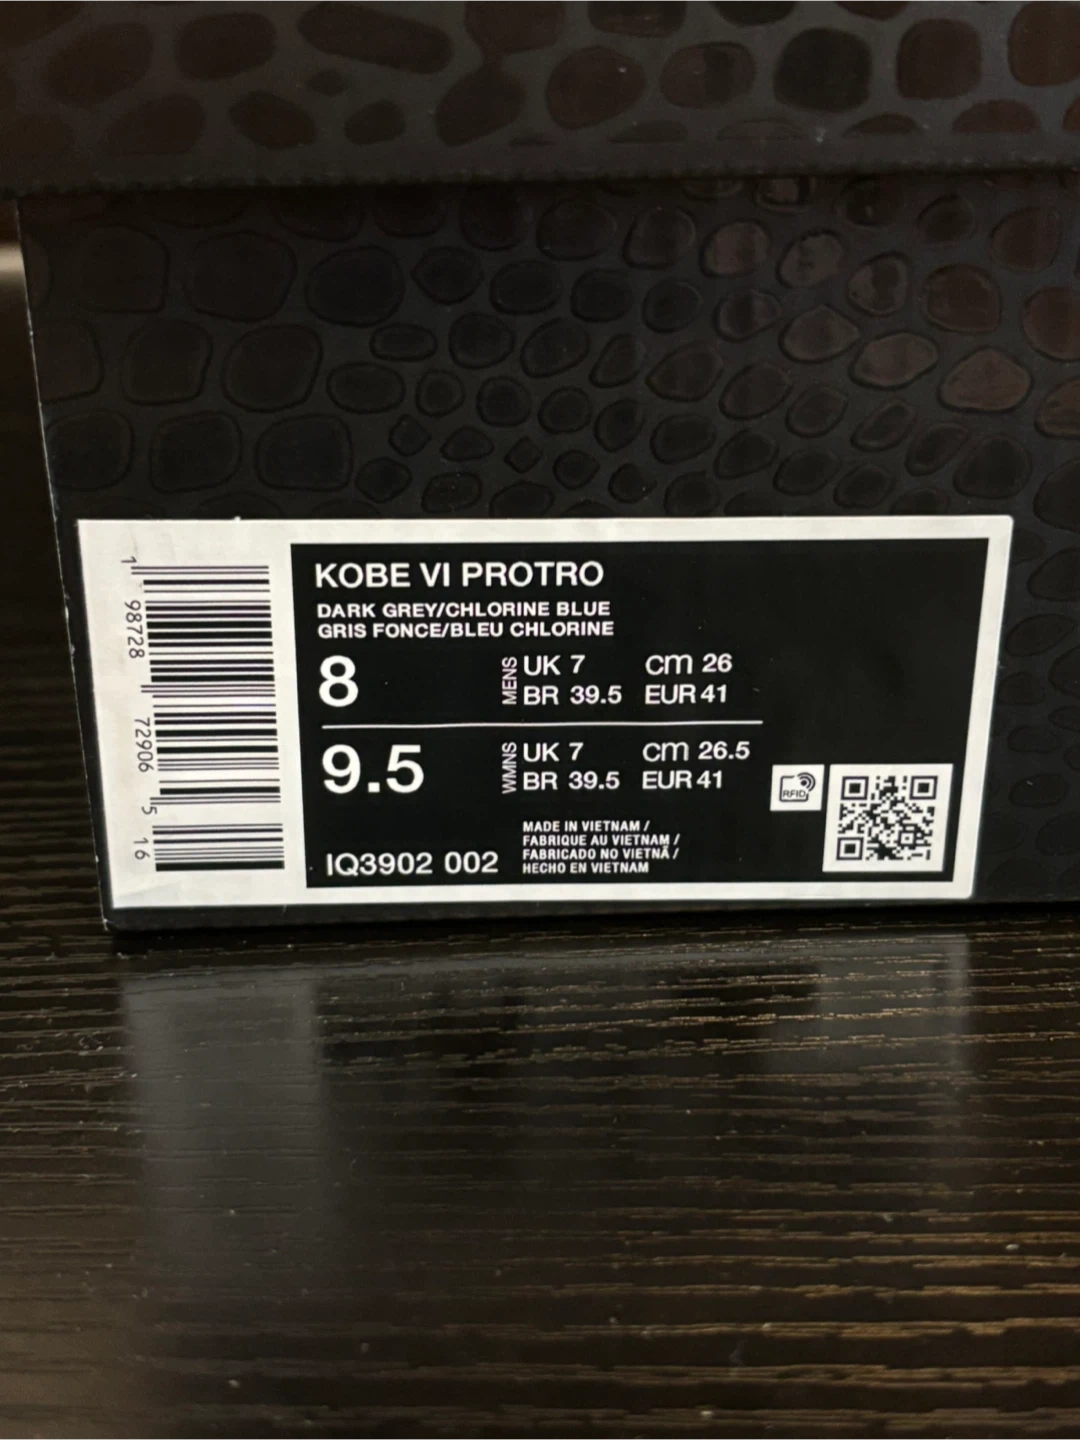 KOBE VI PROTRO
DARK GREY/CHLORINE BLUE
GRIS FONCE/BLEU CHLORINE
8 MENS UK 7 cm 26
BR 39.5 EUR 41
9.5 WMNS UK 7 cm 26.5
BR 39.5 EUR 41
IQ3902 002
MADE IN VIETNAM /
FABRIQUE AU VIETNAM /
FABRICADO NO VIETNÃ /
HECHO EN VIETNAM
RFID
1 98728 72906 5 16